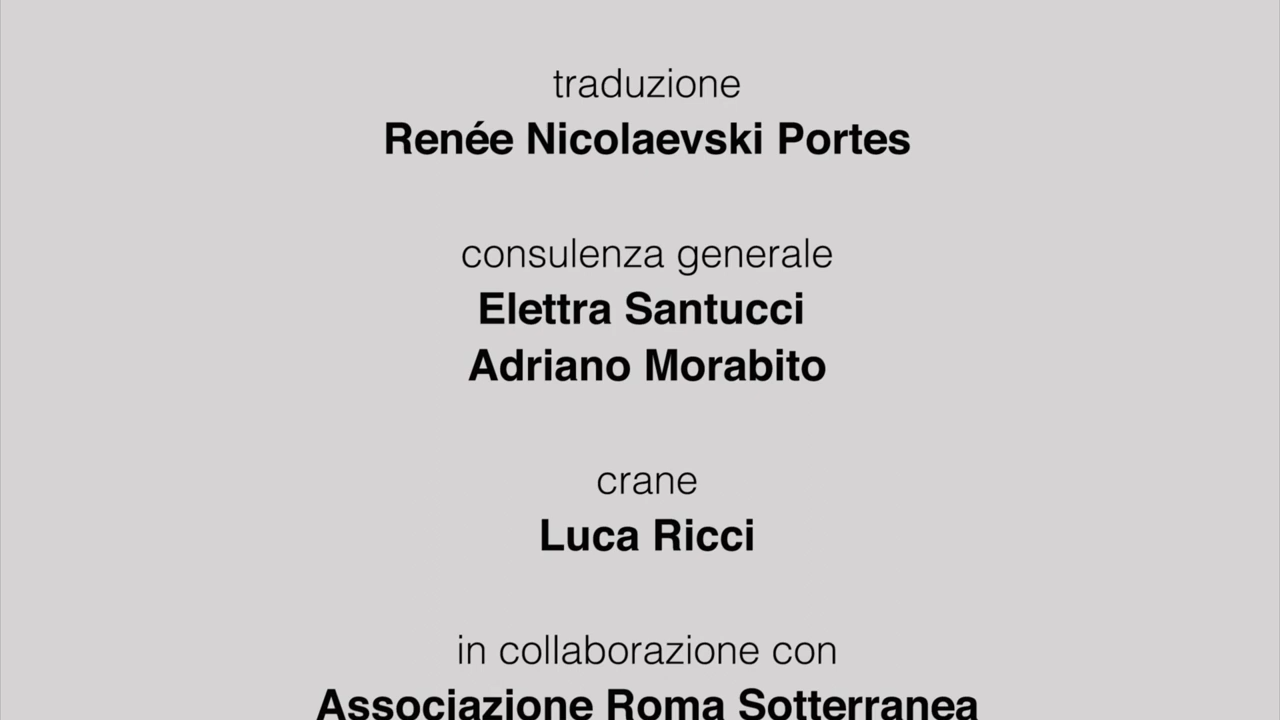 traduzione
Renée Nicolaevski Portes
consulenza generale
Elettra Santucci
Adriano Morabito
crane
Luca Ricci
in collaborazione con
Associazione Roma Sotterranea